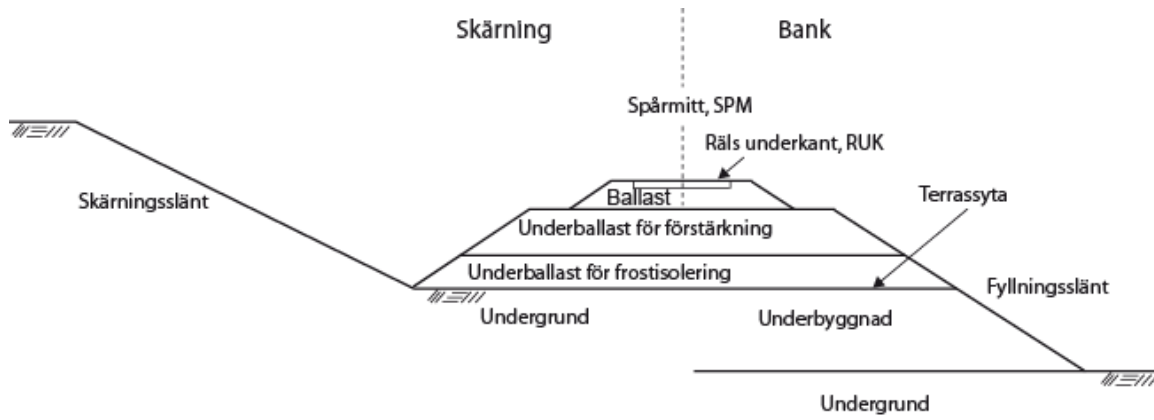 Skärning
Bank
Spårmitt, SPM
Räls underkant, RUK
Skärningsslänt
Ballast
Terrassyta
Underballast för förstärkning
Underballast för frostisolering
Fyllningsslänt
Undergrund
Underbyggnad
Undergrund